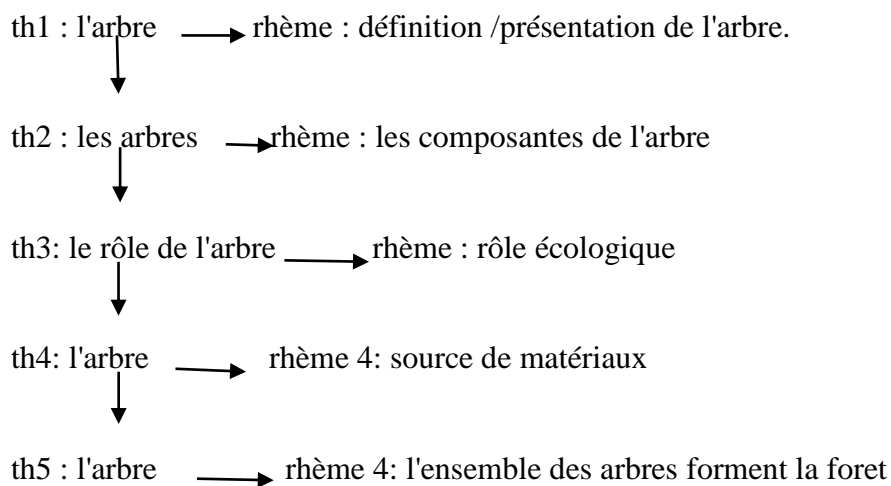 th1 : l'arbre rhème : définition /présentation de l'arbre.
th2 : les arbres rhème : les composantes de l'arbre
th3: le rôle de l'arbre rhème : rôle écologique
th4: l'arbre rhème 4: source de matériaux
th5 : l'arbre rhème 4: l'ensemble des arbres forment la foret